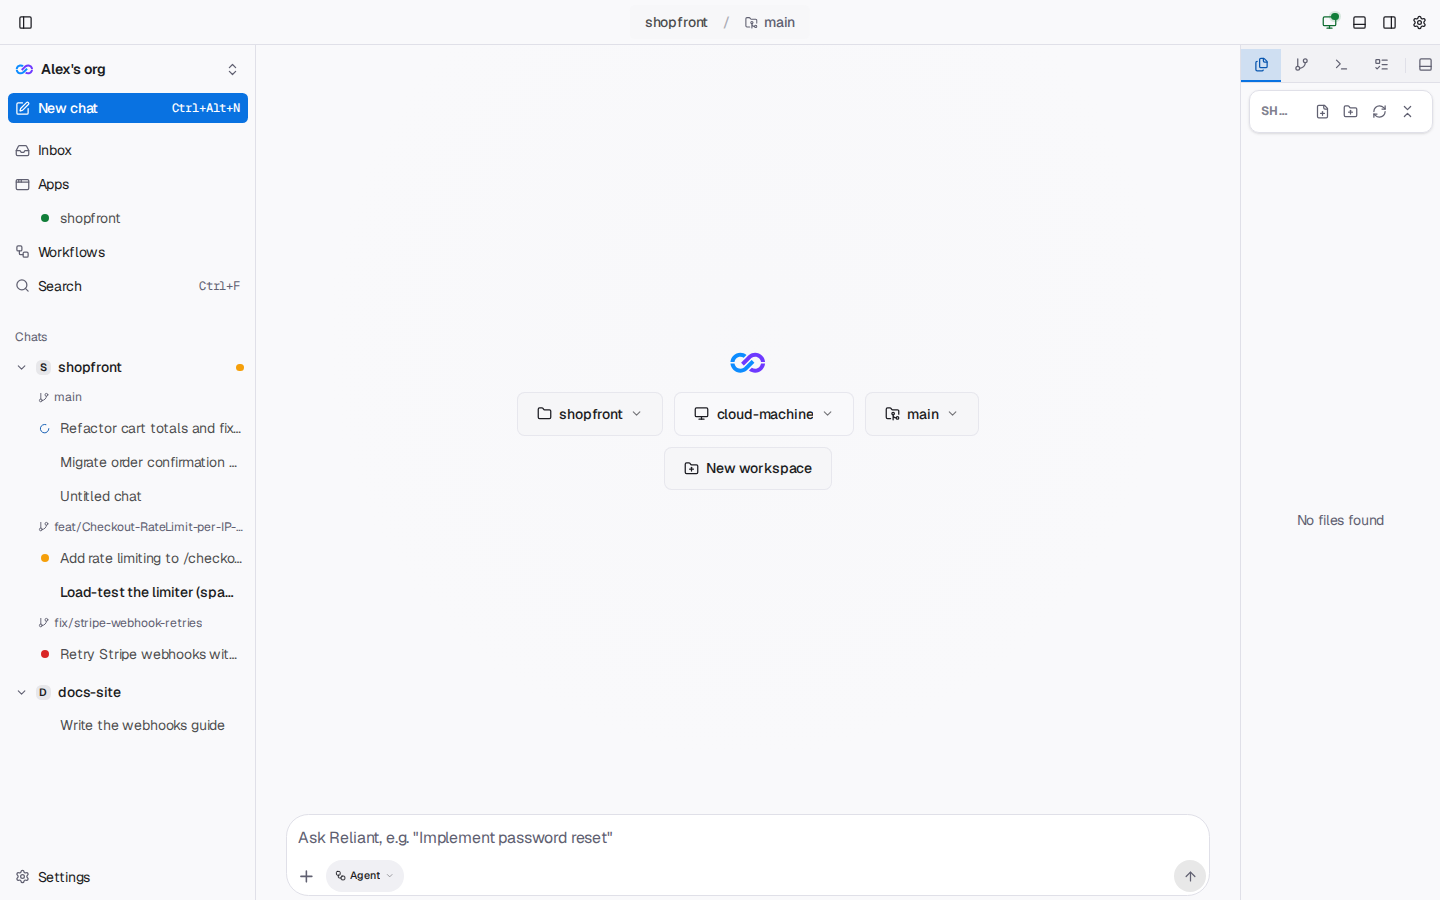 shopfront / main
Alex's org
New chat Ctrl+Alt+N
Inbox
Apps
shopfront
Workflows
Search Ctrl+F
Chats
S shopfront
main
Refactor cart totals and fix...
Migrate order confirmation ...
Untitled chat
feat/Checkout-RateLimit-per-IP-...
Add rate limiting to /checko...
Load-test the limiter (spa...
fix/stripe-webhook-retries
Retry Stripe webhooks wit...
D docs-site
Write the webhooks guide
Settings
shopfront cloud-machine main
New workspace
Ask Reliant, e.g. "Implement password reset"
Agent
SH...
No files found